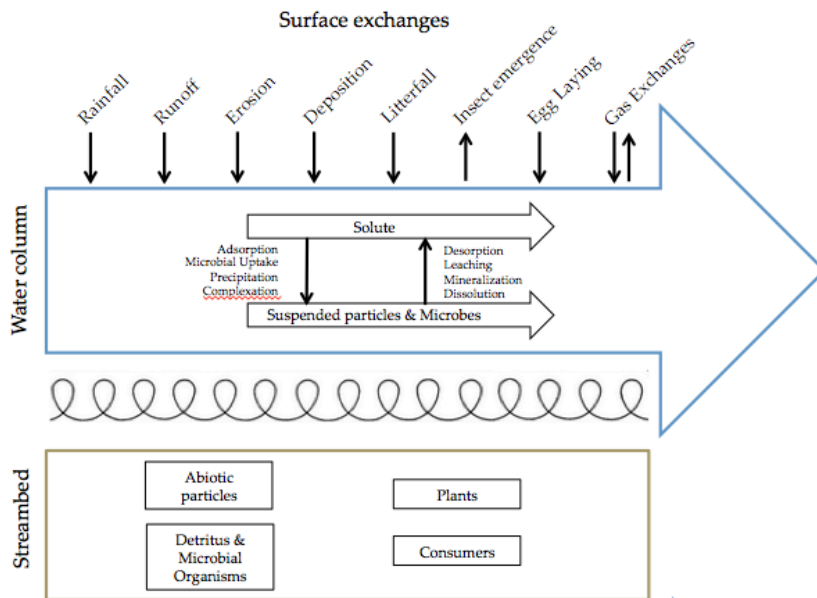 Surface exchanges
Rainfall
Runoff
Erosion
Deposition
Litterfall
Insect emergence
Egg Laying
Gas Exchanges
Water column
Solute
Adsorption
Microbial Uptake
Precipitation
Complexation
Desorption
Leaching
Mineralization
Dissolution
Suspended particles & Microbes
Streambed
Abiotic
particles
Plants
Detritus &
Microbial
Organisms
Consumers